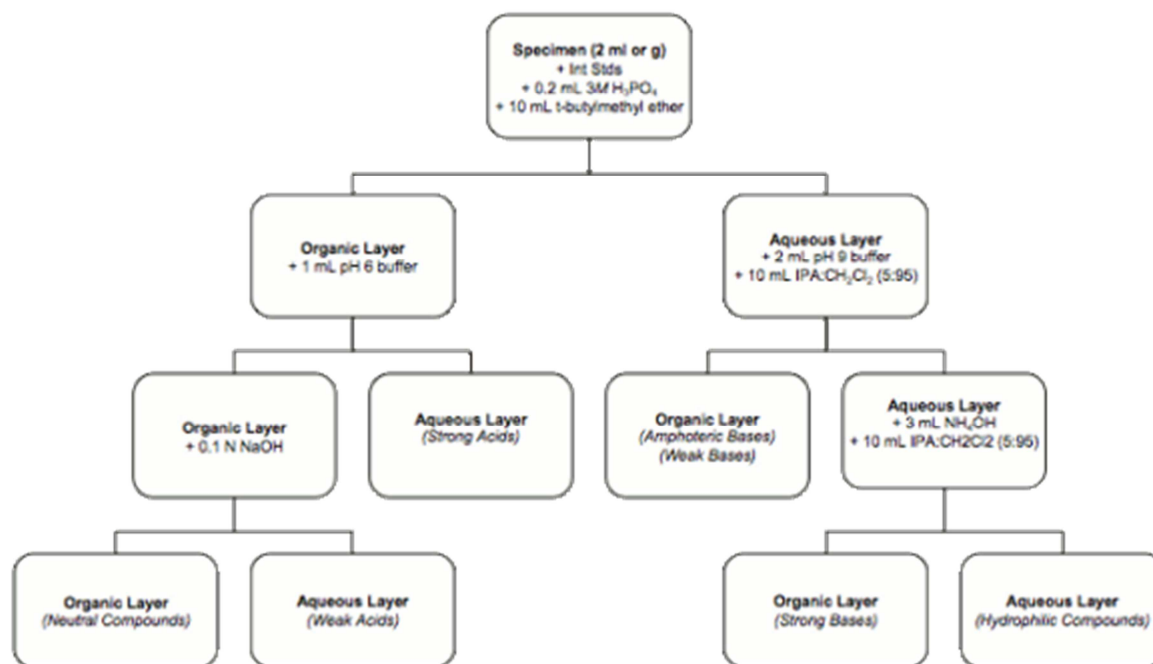 Specimen (2 ml or g)
+ Int Stds
+ 0.2 mL 3M H₃PO₄
+ 10 mL t-butylmethyl ether
Organic Layer
+ 1 mL pH 6 buffer
Aqueous Layer
+ 2 mL pH 9 buffer
+ 10 mL IPA:CH₂Cl₂ (5:95)
Organic Layer
+ 0.1 N NaOH
Aqueous Layer
(Strong Acids)
Organic Layer
(Amphoteric Bases)
(Weak Bases)
Aqueous Layer
+ 3 mL NH₄OH
+ 10 mL IPA:CH2Cl2 (5:95)
Organic Layer
(Neutral Compounds)
Aqueous Layer
(Weak Acids)
Organic Layer
(Strong Bases)
Aqueous Layer
(Hydrophilic Compounds)